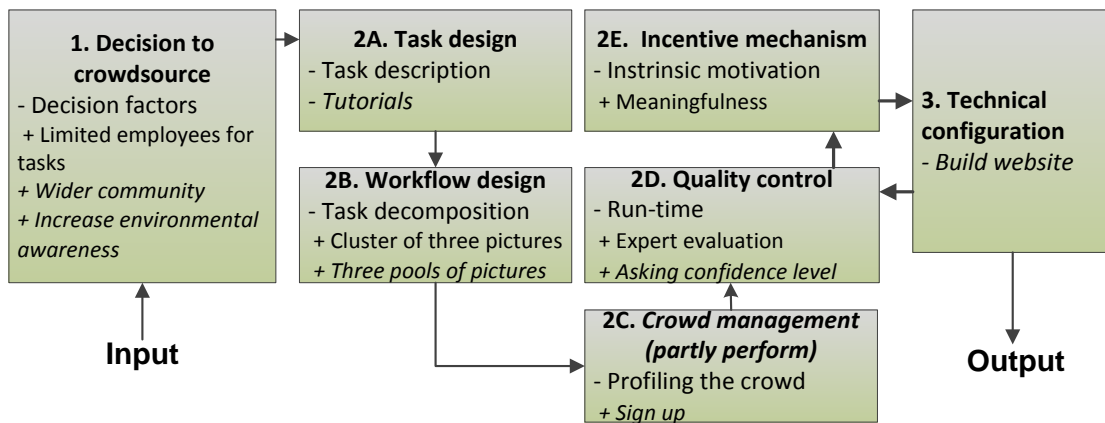 1. Decision to
crowdsource
- Decision factors
+ Limited employees for
tasks
+ Wider community
+ Increase environmental
awareness
Input
2A. Task design
- Task description
- Tutorials
2B. Workflow design
- Task decomposition
+ Cluster of three pictures
+ Three pools of pictures
2C. Crowd management
(partly perform)
- Profiling the crowd
+ Sign up
2D. Quality control
- Run-time
+ Expert evaluation
+ Asking confidence level
2E. Incentive mechanism
- Instrinsic motivation
+ Meaningfulness
3. Technical
configuration
- Build website
Output